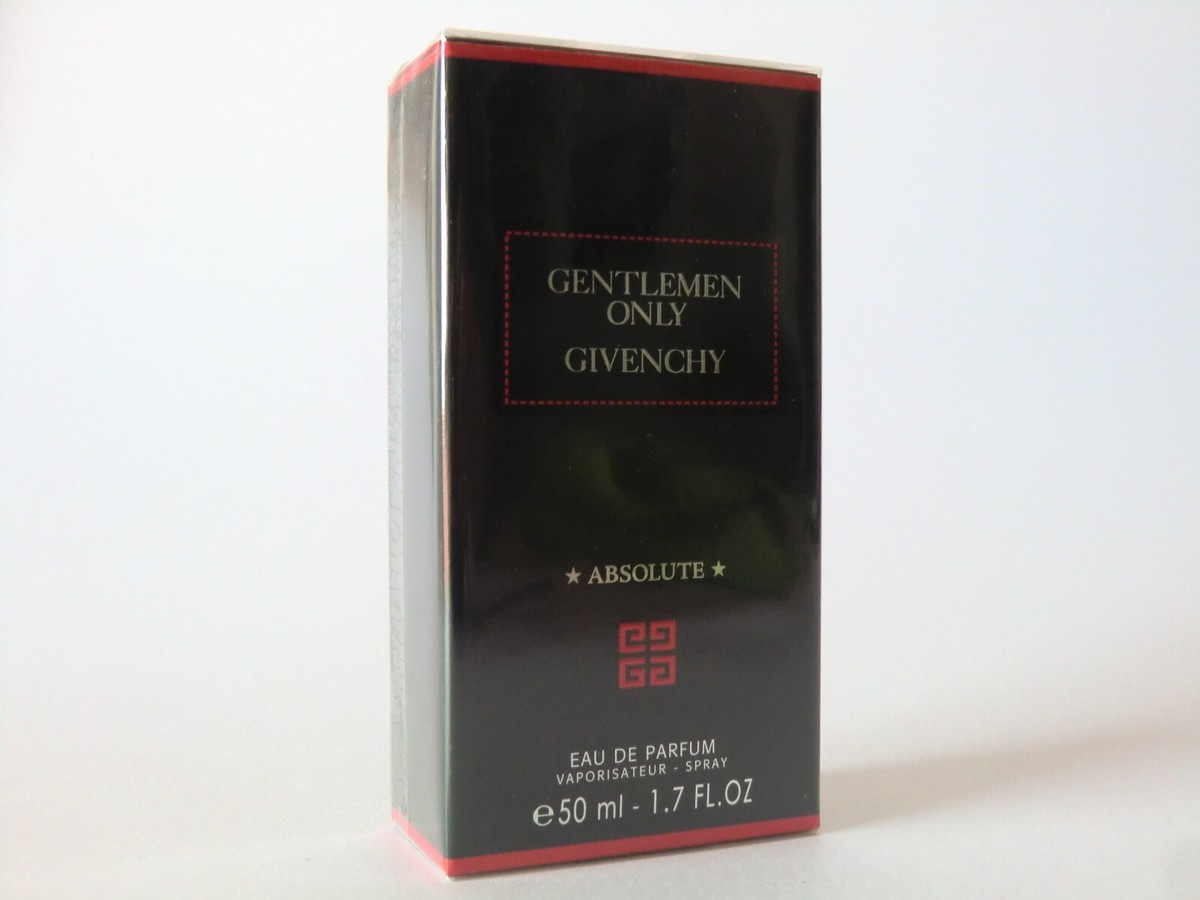 GENTLEMEN
ONLY
GIVENCHY
★ ABSOLUTE ★
EAU DE PARFUM
VAPORISATEUR - SPRAY
℮50 ml - 1.7 FL.OZ